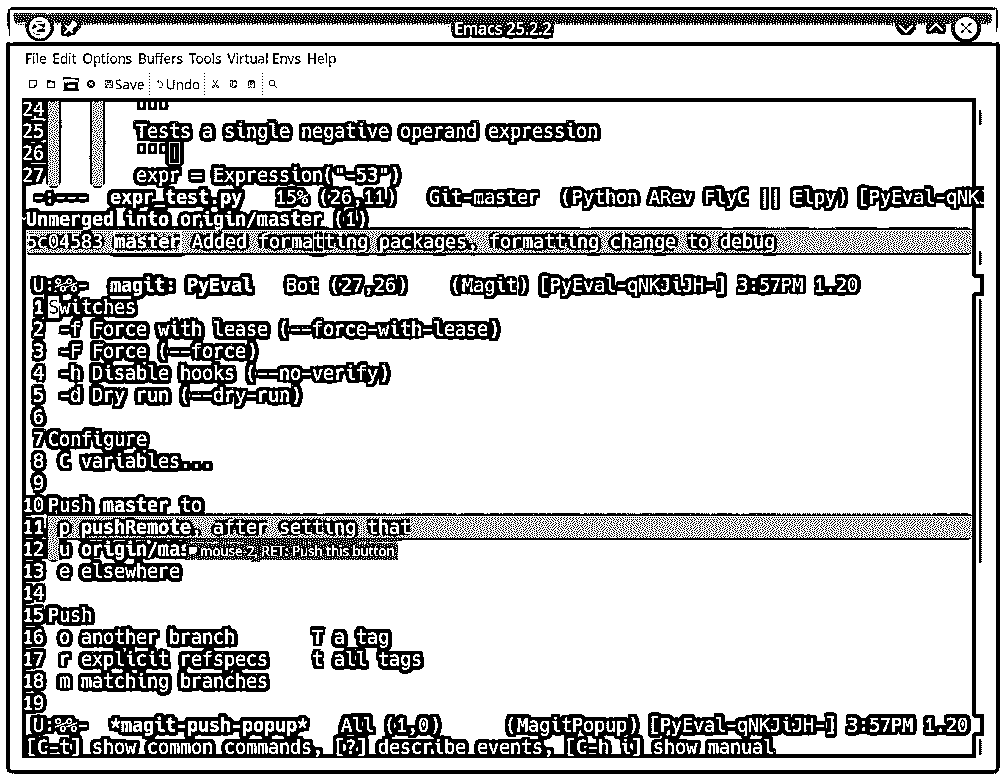 Emacs 25.2.2
File Edit Options Buffers Tools Virtual Envs Help
Save Undo
24 """
25 Tests a single negative operand expression
26 """
27 expr = Expression("-53")
-:--- expr_test.py 15% (26,11) Git-master (Python ARev FlyC || Elpy) [PyEval-qNK
Unmerged into origin/master (1)
5c04583 master Added formatting packages, formatting change to debug
U:%%- magit: PyEval Bot (27,26) (Magit) [PyEval-qNKJiJH-] 3:57PM 1.20
1 Switches
2 -f Force with lease (--force-with-lease)
3 -F Force (--force)
4 -h Disable hooks (--no-verify)
5 -d Dry run (--dry-run)
6
7 Configure
8 C variables...
9
10 Push master to
11 p pushRemote, after setting that
12 u origin/mas mouse-2, RET: Push this button
13 e elsewhere
14
15 Push
16 o another branch T a tag
17 r explicit refspecs t all tags
18 m matching branches
19
[U:%%- *magit-push-popup* All (1,0) (MagitPopup) [PyEval-qNKJiJH-] 3:57PM 1.20
[C-t] show common commands, [?] describe events, [C-h i] show manual